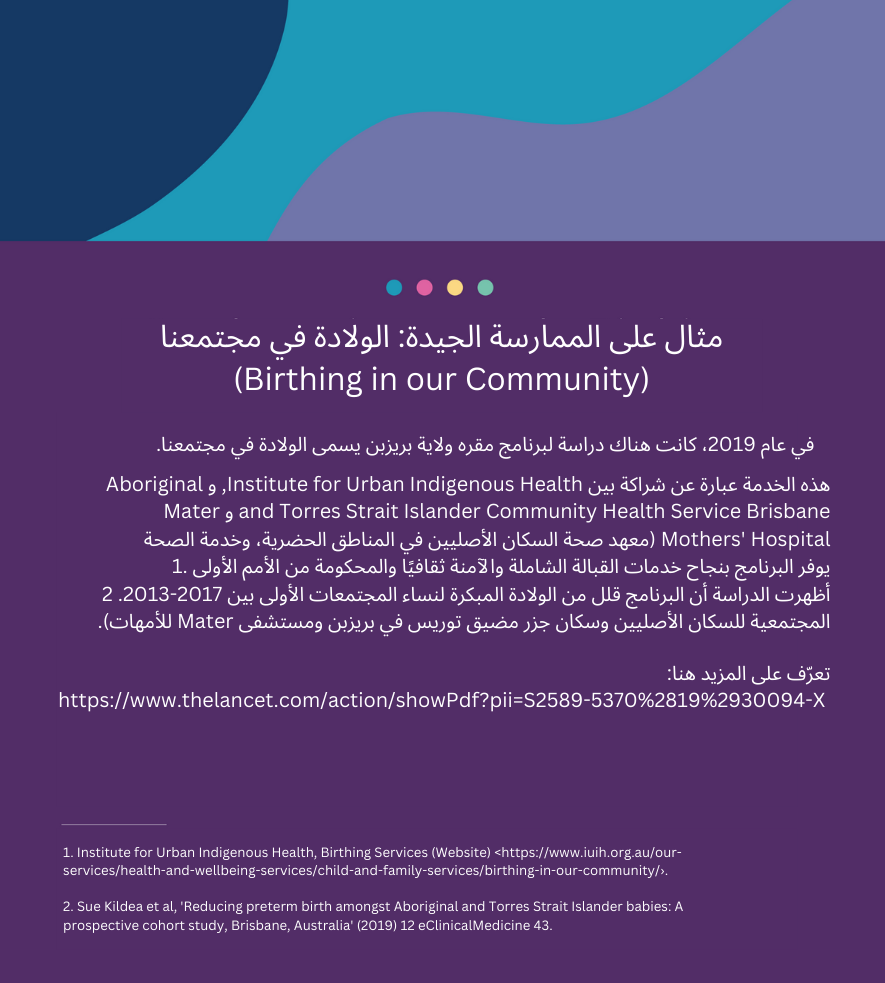 مثال على الممارسة الجيدة: الولادة في مجتمعنا
(Birthing in our Community)
في عام 2019، كانت هناك دراسة لبرنامج مقره ولاية بريزبن يسمى الولادة في مجتمعنا.
هذه الخدمة عبارة عن شراكة بين Institute for Urban Indigenous Health, و Aboriginal
and Torres Strait Islander Community Health Service Brisbane و Mater
Mothers' Hospital (معهد صحة السكان الأصليين في المناطق الحضرية، وخدمة الصحة
يوفر البرنامج بنجاح خدمات القبالة الشاملة والآمنة ثقافيًا والمحكومة من الأمم الأولى .1
أظهرت الدراسة أن البرنامج قلل من الولادة المبكرة لنساء المجتمعات الأولى بين 2017-2013. 2
المجتمعية للسكان الأصليين وسكان جزر مضيق توريس في بريزبن ومستشفى Mater للأمهات).
تعرّف على المزيد هنا:
https://www.thelancet.com/action/showPdf?pii=S2589-5370%2819%2930094-X
1. Institute for Urban Indigenous Health, Birthing Services (Website) <https://www.iuih.org.au/our-
services/health-and-wellbeing-services/child-and-family-services/birthing-in-our-community/›.
2. Sue Kildea et al, 'Reducing preterm birth amongst Aboriginal and Torres Strait Islander babies: A
prospective cohort study, Brisbane, Australia' (2019) 12 eClinicalMedicine 43.